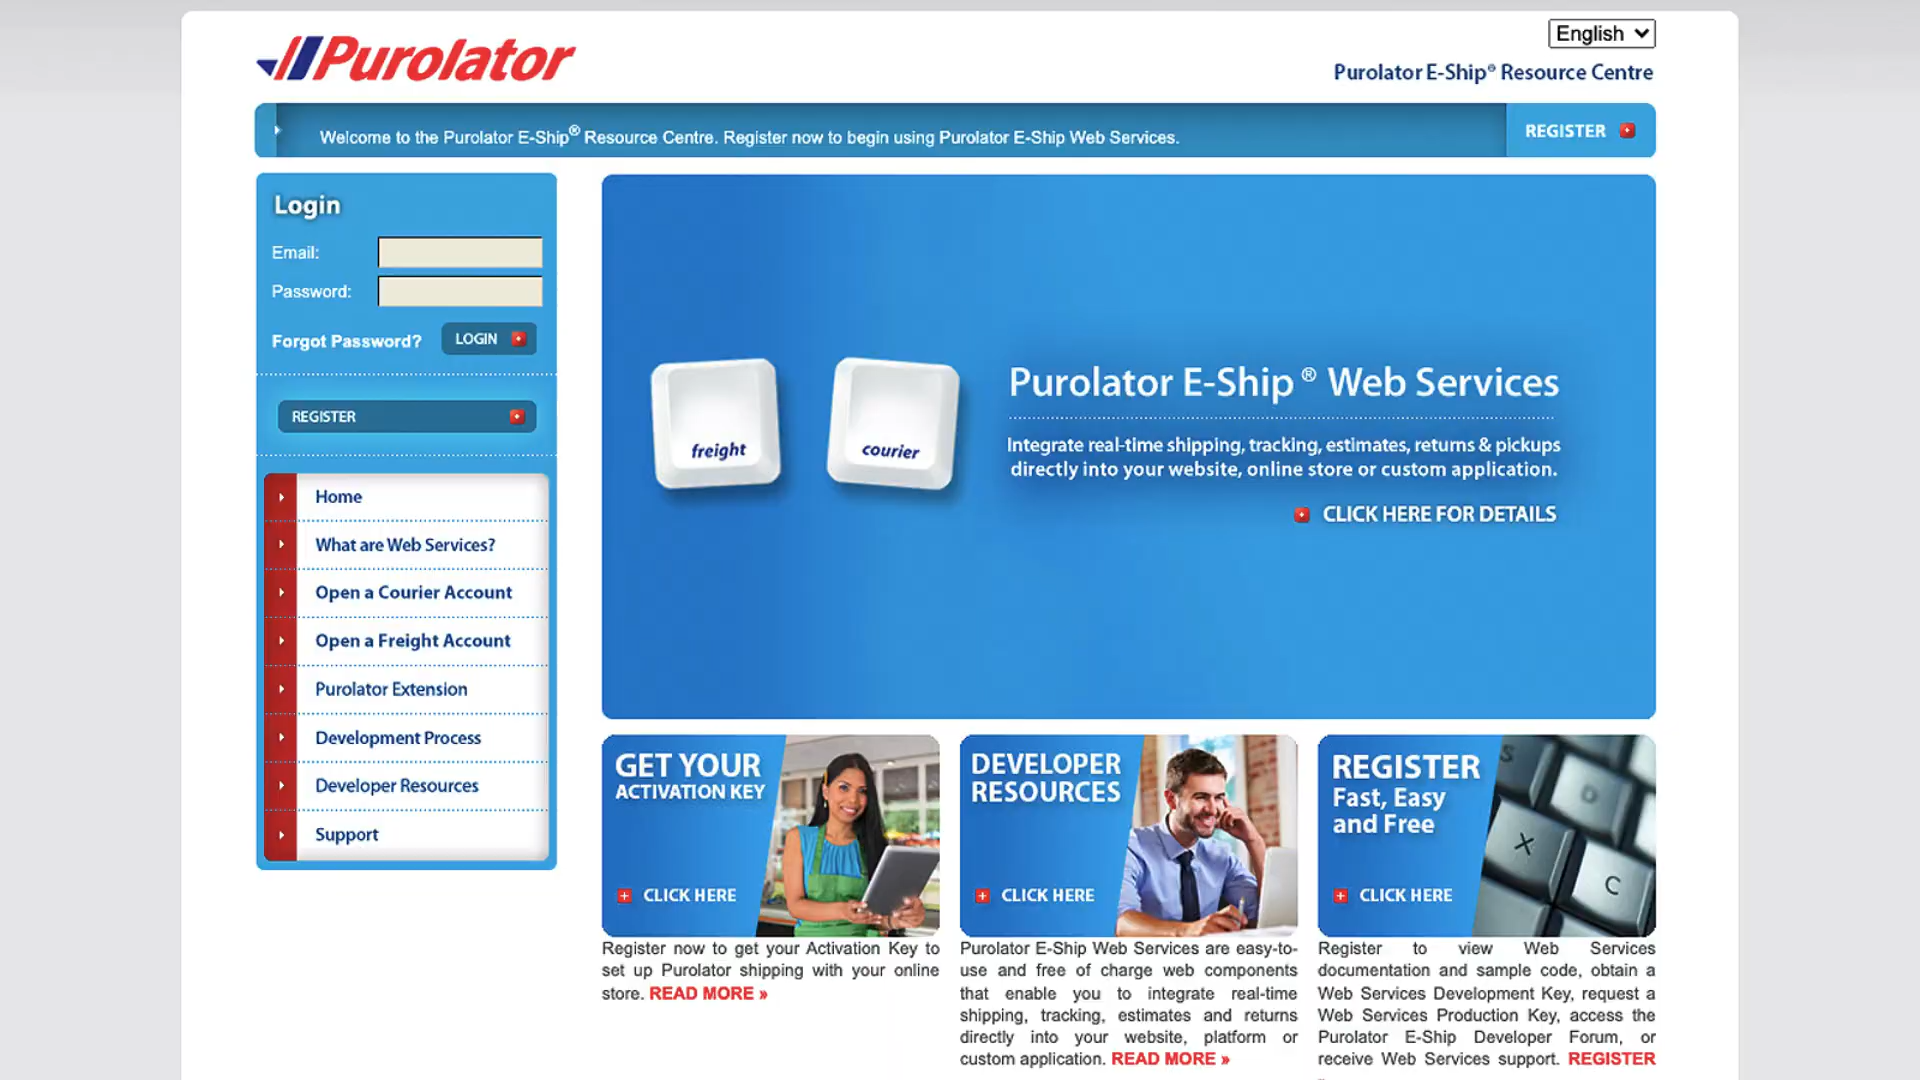 Purolator
English
Purolator E-Ship® Resource Centre
Welcome to the Purolator E-Ship® Resource Centre. Register now to begin using Purolator E-Ship Web Services.
REGISTER
Login
Email:
Password:
Forgot Password?
LOGIN
REGISTER
Home
What are Web Services?
Open a Courier Account
Open a Freight Account
Purolator Extension
Development Process
Developer Resources
Support
freight
courier
Purolator E-Ship® Web Services
Integrate real-time shipping, tracking, estimates, returns & pickups
directly into your website, online store or custom application.
CLICK HERE FOR DETAILS
GET YOUR
ACTIVATION KEY
CLICK HERE
Register now to get your Activation Key to
set up Purolator shipping with your online
store. READ MORE »
DEVELOPER
RESOURCES
CLICK HERE
Purolator E-Ship Web Services are easy-to-
use and free of charge web components
that enable you to integrate real-time
shipping, tracking, estimates and returns
directly into your website, platform or
custom application. READ MORE »
REGISTER
Fast, Easy
and Free
CLICK HERE
S
D
X
C
Register to view Web Services
documentation and sample code, obtain a
Web Services Development Key, request a
Web Services Production Key, access the
Purolator E-Ship Developer Forum, or
receive Web Services support. REGISTER